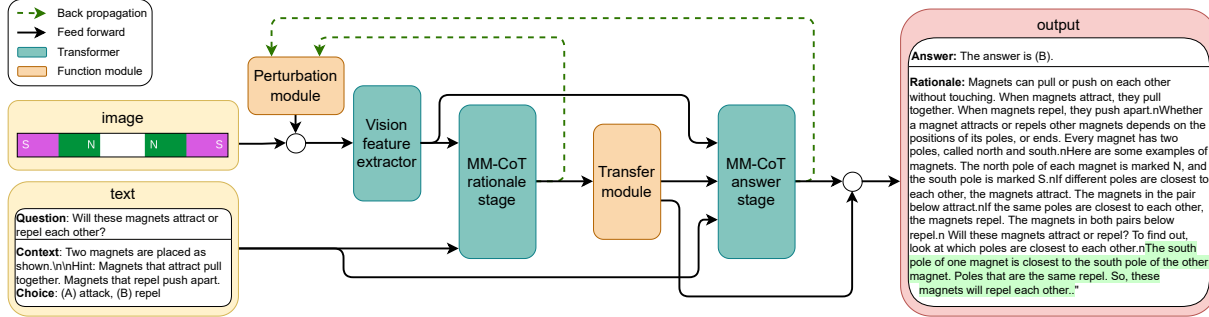 Back propagation
Feed forward
Transformer
Function module
image
S
N
N
S
text
Question: Will these magnets attract or
repel each other?
Context: Two magnets are placed as
shown.\n\nHint: Magnets that attract pull
together. Magnets that repel push apart.
Choice: (A) attack, (B) repel
Perturbation
module
Vision
feature
extractor
MM-CoT
rationale
stage
Transfer
module
MM-CoT
answer
stage
output
Answer: The answer is (B).
Rationale: Magnets can pull or push on each other
without touching. When magnets attract, they pull
together. When magnets repel, they push apart.nWhether
a magnet attracts or repels other magnets depends on the
positions of its poles, or ends. Every magnet has two
poles, called north and south.nHere are some examples of
magnets. The north pole of each magnet is marked N, and
the south pole is marked S.nIf different poles are closest to
each other, the magnets attract. The magnets in the pair
below attract.nIf the same poles are closest to each other,
the magnets repel. The magnets in both pairs below
repel.n Will these magnets attract or repel? To find out,
look at which poles are closest to each other.nThe south
pole of one magnet is closest to the south pole of the other
magnet. Poles that are the same repel. So, these
magnets will repel each other.."